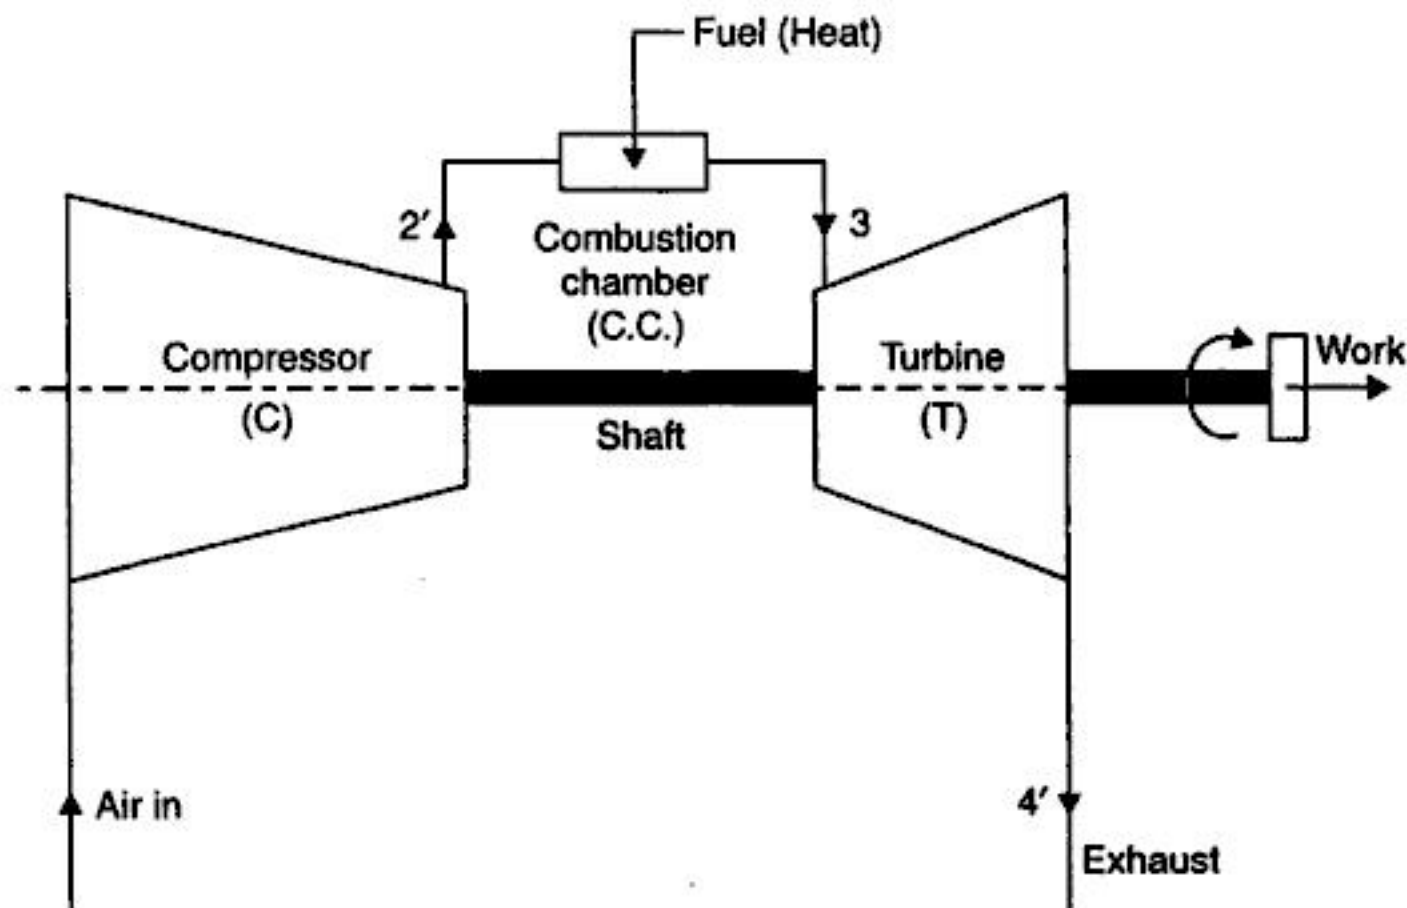 Fuel (Heat)
2′
3
Combustion
chamber
(C.C.)
Compressor
(C)
Turbine
(T)
Work
Shaft
Air in
4′
Exhaust